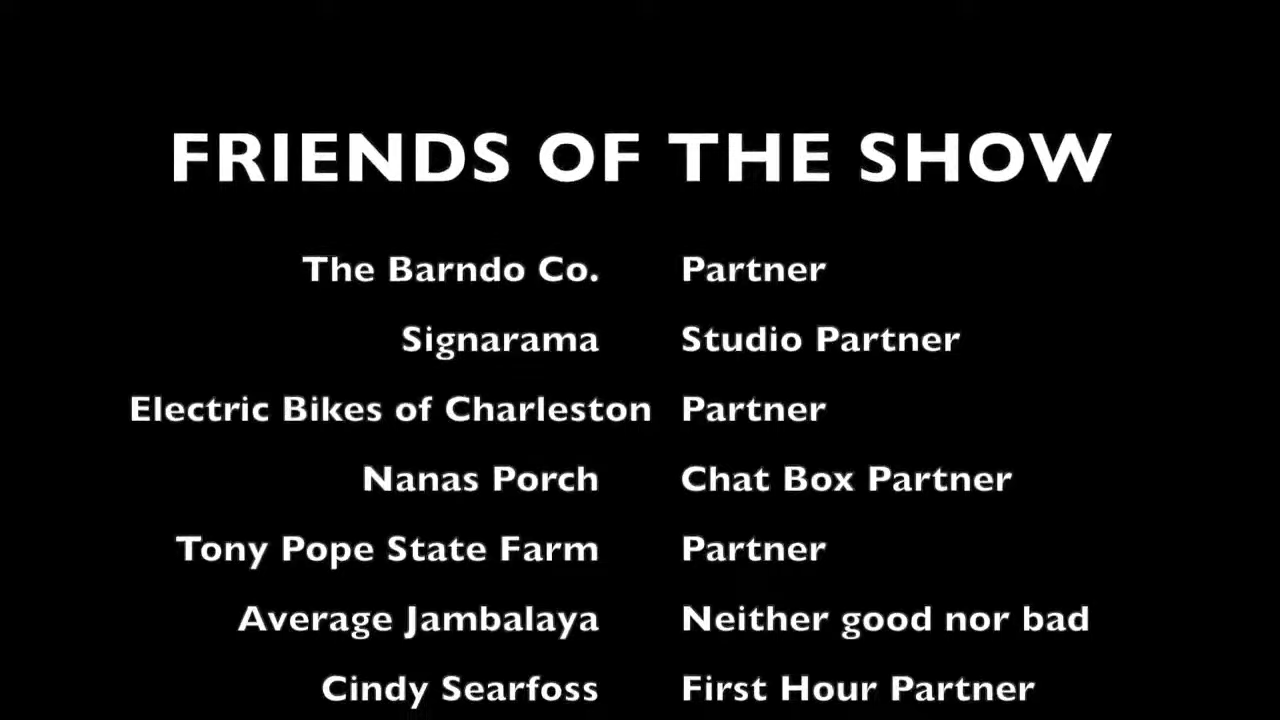 FRIENDS OF THE SHOW
The Barndo Co. Partner
Signarama Studio Partner
Electric Bikes of Charleston Partner
Nanas Porch Chat Box Partner
Tony Pope State Farm Partner
Average Jambalaya Neither good nor bad
Cindy Searfoss First Hour Partner